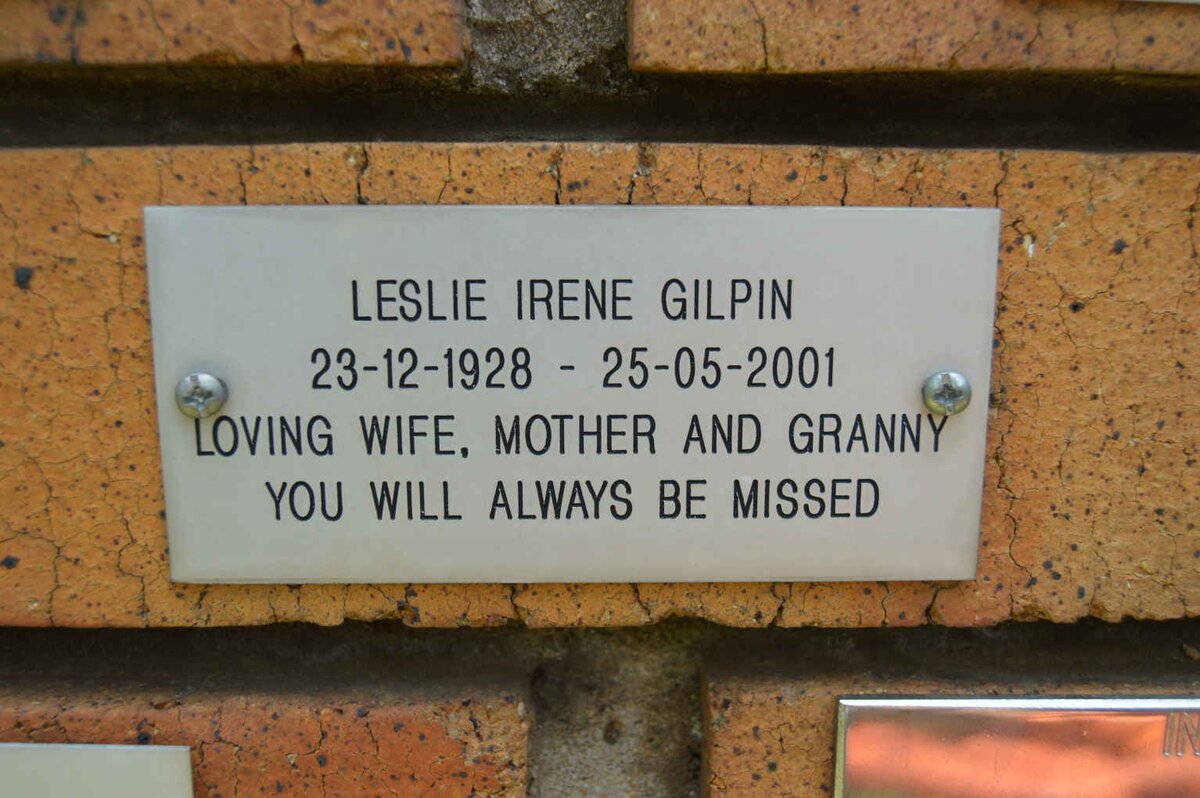 LESLIE IRENE GILPIN
23-12-1928 - 25-05-2001
LOVING WIFE, MOTHER AND GRANNY
YOU WILL ALWAYS BE MISSED
IN